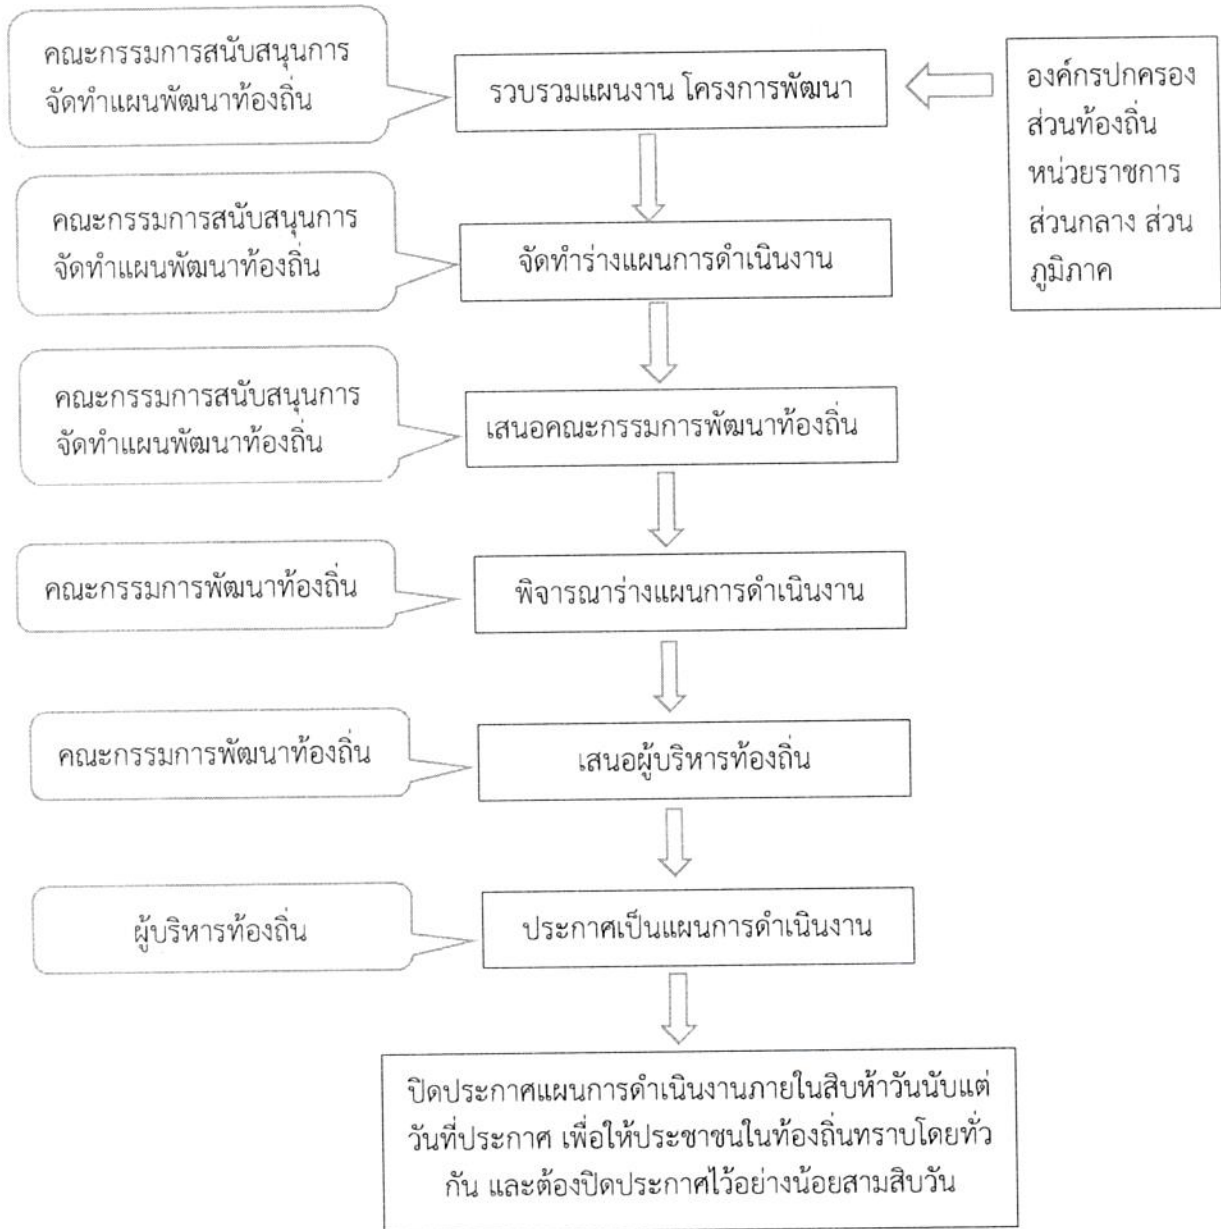 คณะกรรมการสนับสนุนการ
จัดทำแผนพัฒนาท้องถิ่น
รวบรวมแผนงาน โครงการพัฒนา
องค์กรปกครอง
ส่วนท้องถิ่น
หน่วยราชการ
ส่วนกลาง ส่วน
ภูมิภาค
คณะกรรมการสนับสนุนการ
จัดทำแผนพัฒนาท้องถิ่น
จัดทำร่างแผนการดำเนินงาน
คณะกรรมการสนับสนุนการ
จัดทำแผนพัฒนาท้องถิ่น
เสนอคณะกรรมการพัฒนาท้องถิ่น
คณะกรรมการพัฒนาท้องถิ่น
พิจารณาร่างแผนการดำเนินงาน
คณะกรรมการพัฒนาท้องถิ่น
เสนอผู้บริหารท้องถิ่น
ผู้บริหารท้องถิ่น
ประกาศเป็นแผนการดำเนินงาน
ปิดประกาศแผนการดำเนินงานภายในสิบห้าวันนับแต่
วันที่ประกาศ เพื่อให้ประชาชนในท้องถิ่นทราบโดยทั่ว
กัน และต้องปิดประกาศไว้อย่างน้อยสามสิบวัน